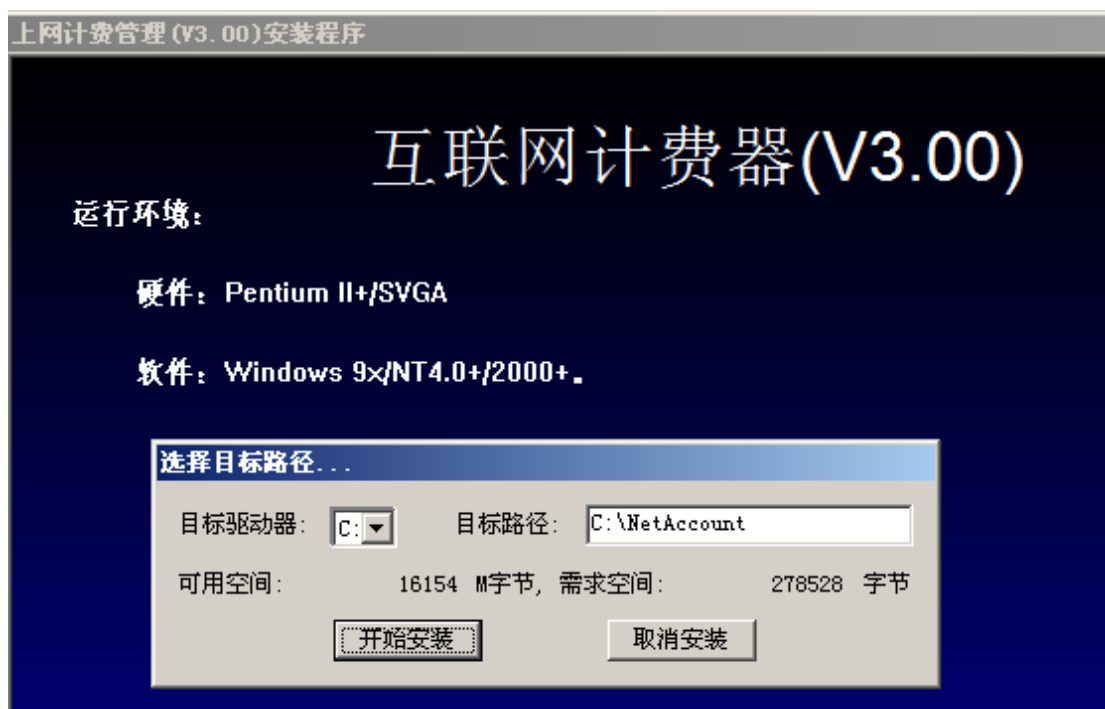 上网计费管理(V3.00)安装程序
互联网计费器(V3.00)
运行环境:
硬件: Pentium II+/SVGA
软件: Windows 9x/NT4.0+/2000+。
选择目标路径...
目标驱动器: C: 目标路径: C:\NetAccount
可用空间: 16154 M字节, 需求空间: 278528 字节
开始安装 取消安装